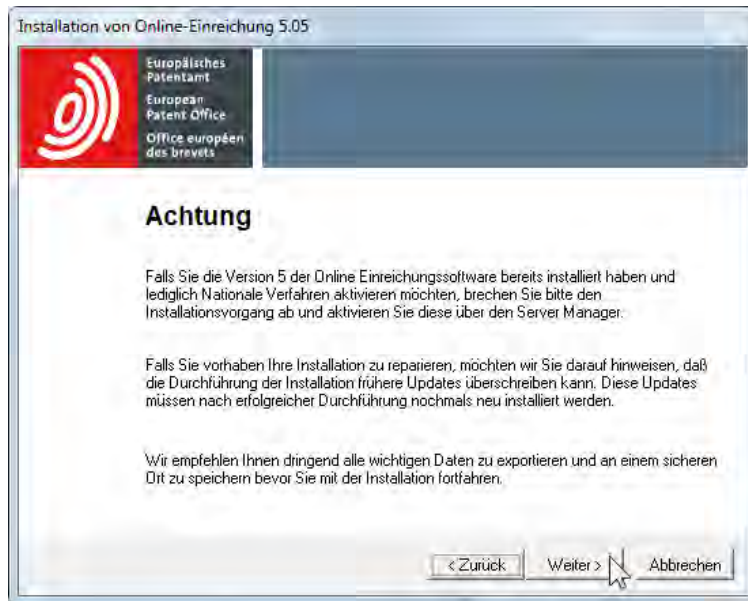 Installation von Online-Einreichung 5.05
Europäisches
Patentamt
European
Patent Office
Office européen
des brevets
Achtung
Falls Sie die Version 5 der Online Einreichungssoftware bereits installiert haben und
lediglich Nationale Verfahren aktivieren möchten, brechen Sie bitte den
Installationsvorgang ab und aktivieren Sie diese über den Server Manager.
Falls Sie vorhaben Ihre Installation zu reparieren, möchten wir Sie darauf hinweisen, daß
die Durchführung der Installation frühere Updates überschreiben kann. Diese Updates
müssen nach erfolgreicher Durchführung nochmals neu installiert werden.
Wir empfehlen Ihnen dringend alle wichtigen Daten zu exportieren und an einem sicheren
Ort zu speichern bevor Sie mit der Installation fortfahren.
< Zurück Weiter > Abbrechen